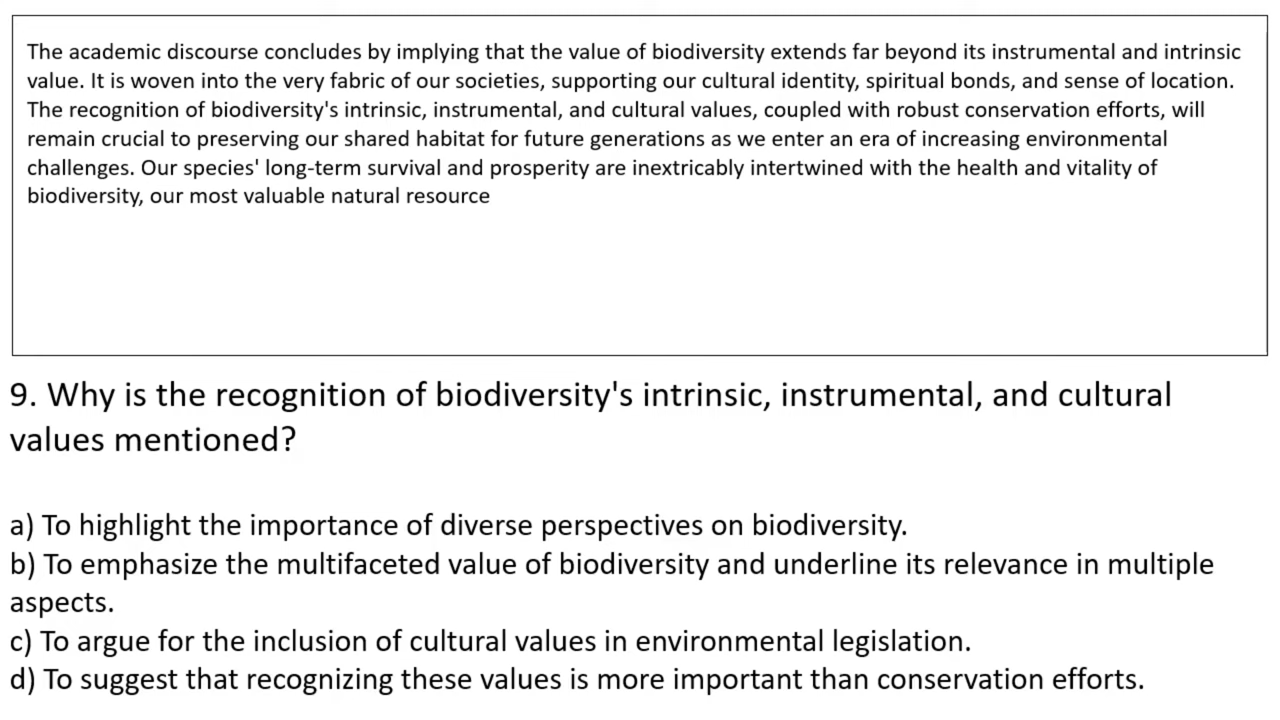 The academic discourse concludes by implying that the value of biodiversity extends far beyond its instrumental and intrinsic
value. It is woven into the very fabric of our societies, supporting our cultural identity, spiritual bonds, and sense of location.
The recognition of biodiversity's intrinsic, instrumental, and cultural values, coupled with robust conservation efforts, will
remain crucial to preserving our shared habitat for future generations as we enter an era of increasing environmental
challenges. Our species' long-term survival and prosperity are inextricably intertwined with the health and vitality of
biodiversity, our most valuable natural resource
9. Why is the recognition of biodiversity's intrinsic, instrumental, and cultural
values mentioned?
a) To highlight the importance of diverse perspectives on biodiversity.
b) To emphasize the multifaceted value of biodiversity and underline its relevance in multiple
aspects.
c) To argue for the inclusion of cultural values in environmental legislation.
d) To suggest that recognizing these values is more important than conservation efforts.